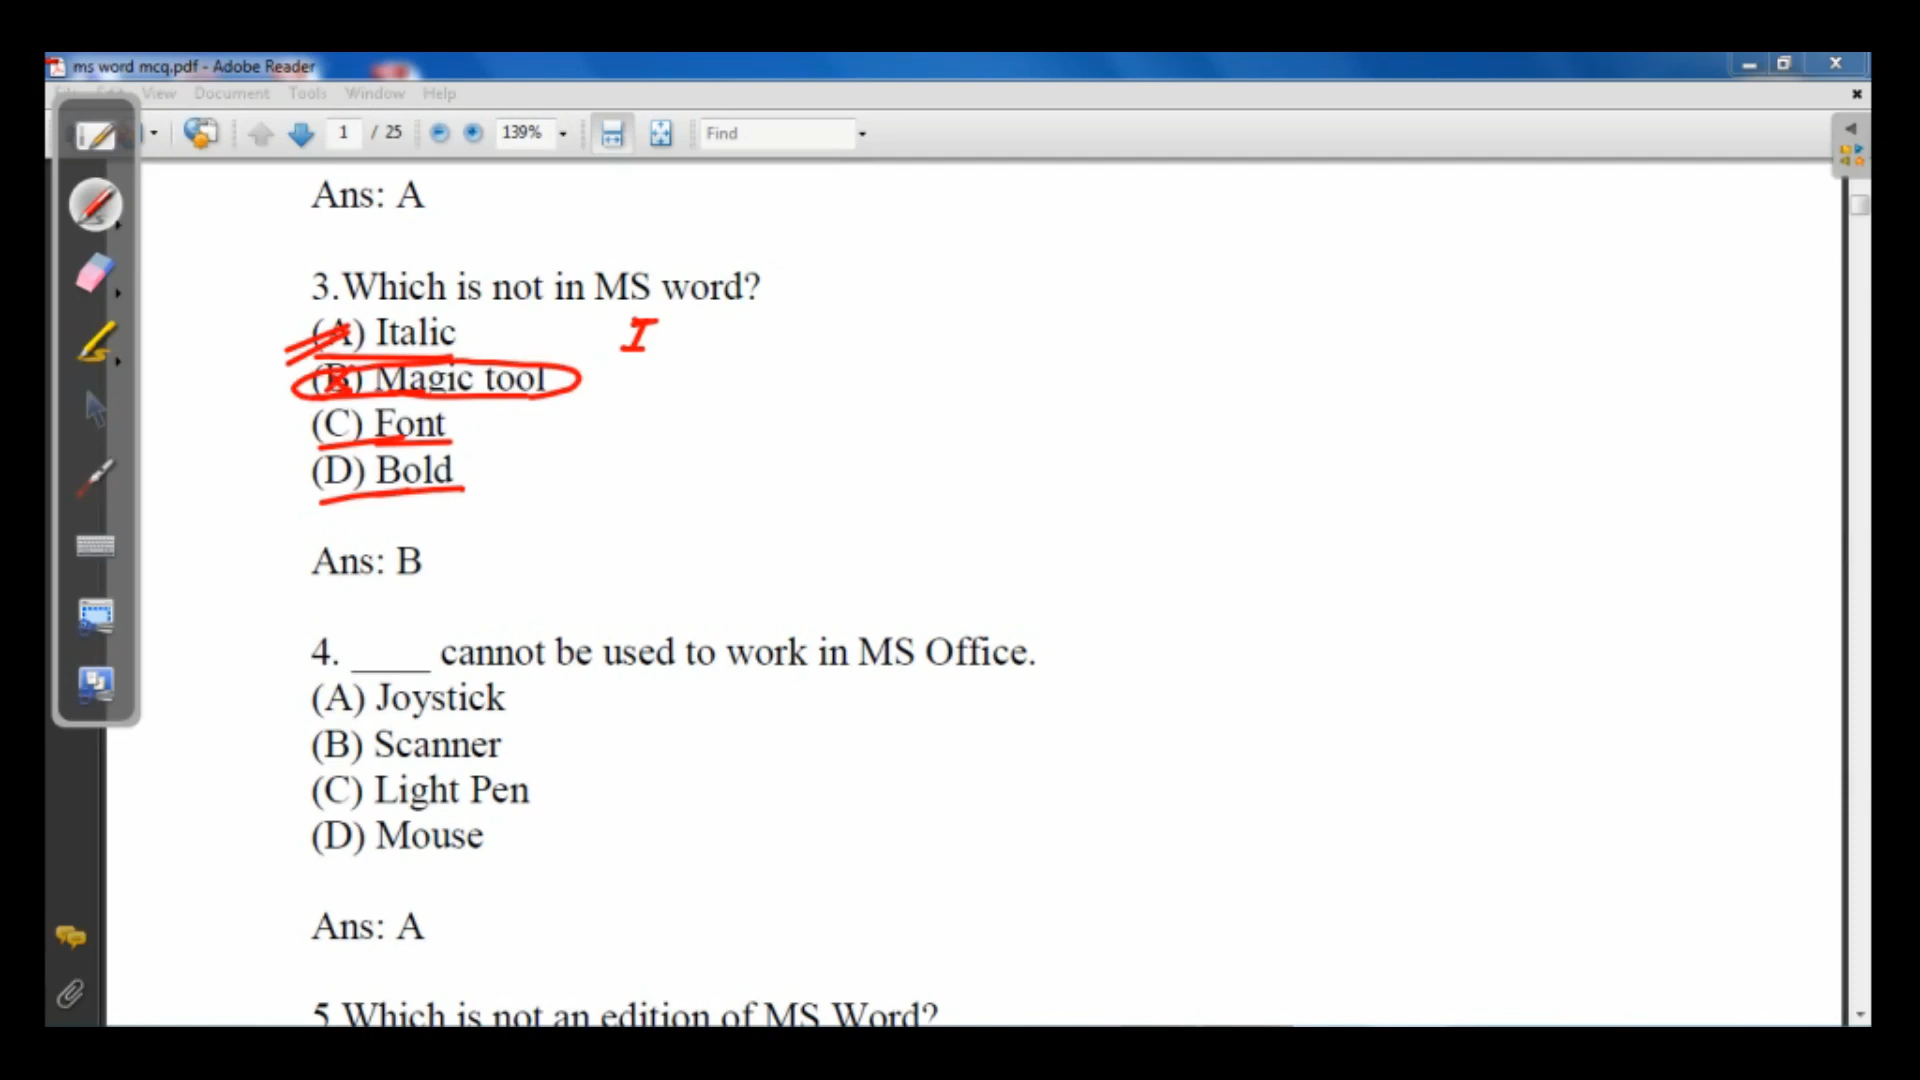 ms word mcq.pdf - Adobe Reader
View Document Tools Window Help
1 / 25 139% Find
Ans: A
3.Which is not in MS word?
(A) Italic
I
(B) Magic tool
(C) Font
(D) Bold
Ans: B
4. ____ cannot be used to work in MS Office.
(A) Joystick
(B) Scanner
(C) Light Pen
(D) Mouse
Ans: A
5 Which is not an edition of MS Word?